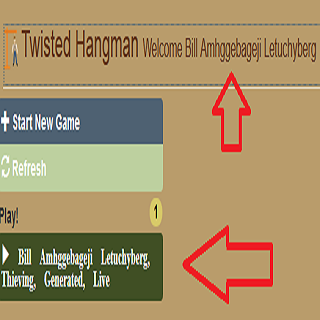 Twisted Hangman Welcome Bill Amhggebageji Letuchyberg
Start New Game
Refresh
Play!
1
Bill Amhggebageji Letuchyberg,
Thieving, Generated, Live